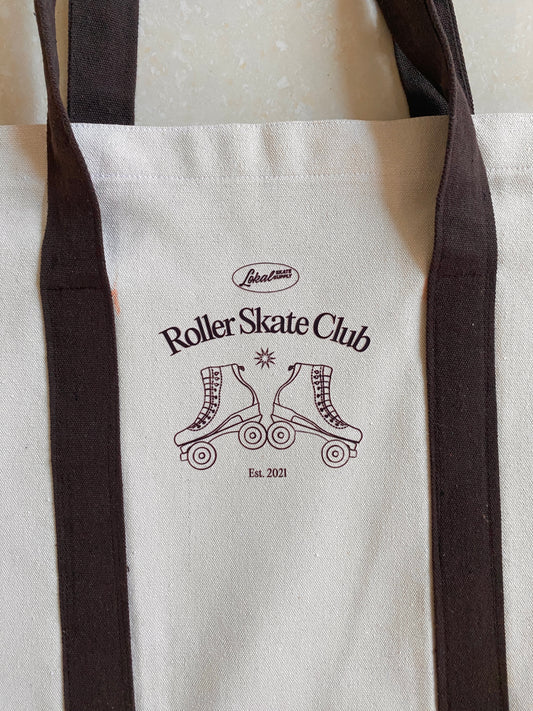 Lokal SKATE SUPPLY
Roller Skate Club
Est. 2021